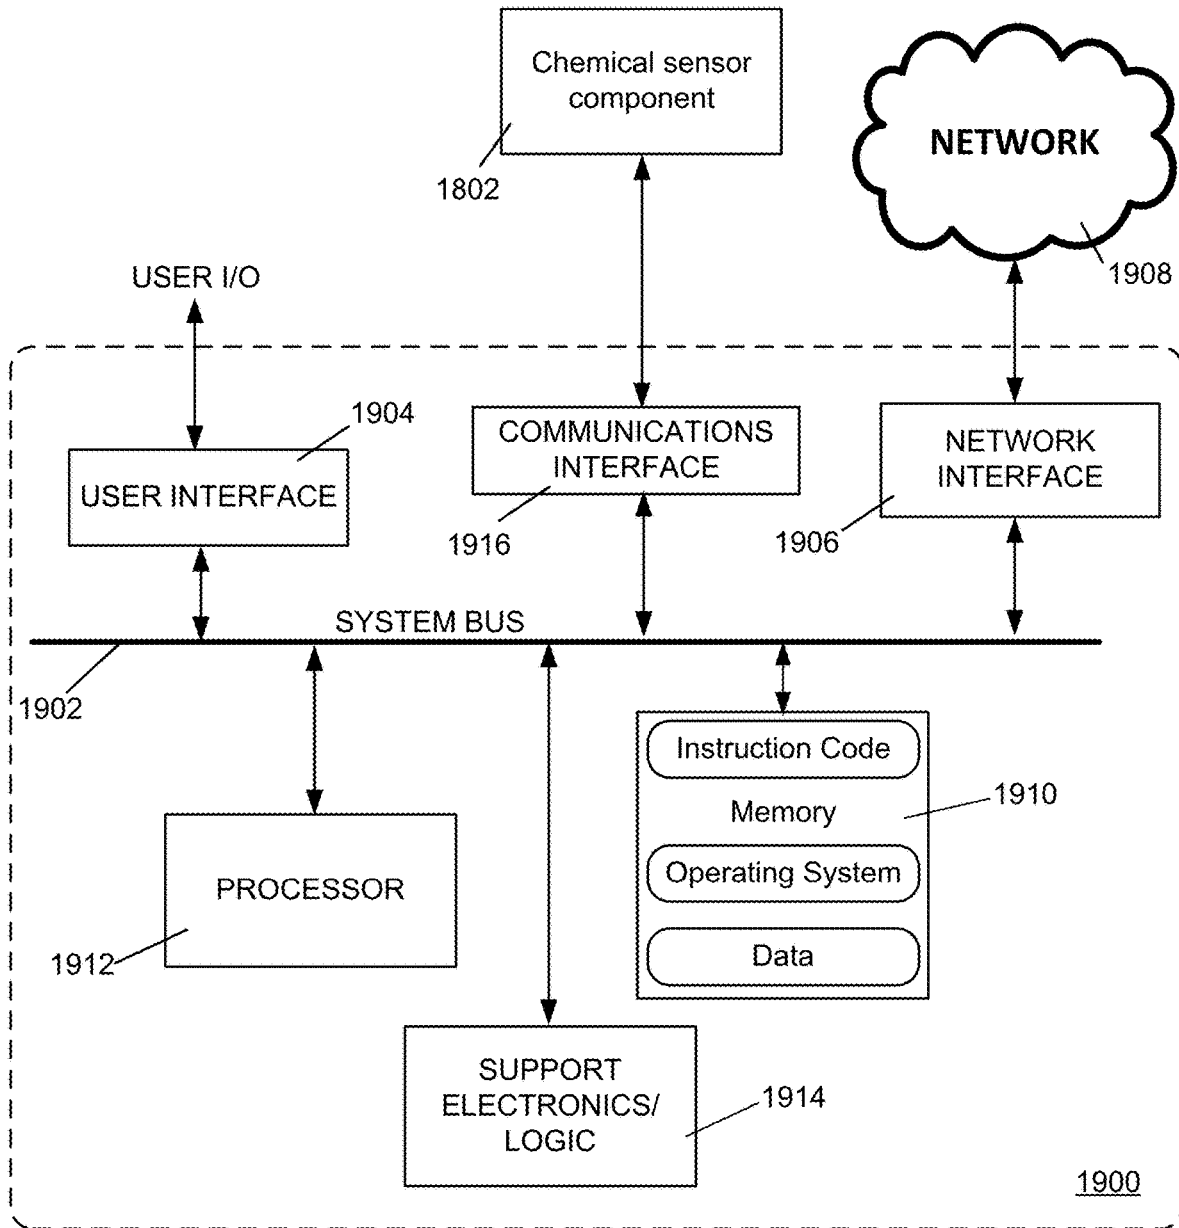 Chemical sensor
component
1802
NETWORK
1908
USER I/O
1904
USER INTERFACE
COMMUNICATIONS
INTERFACE
1916
NETWORK
INTERFACE
1906
SYSTEM BUS
1902
PROCESSOR
1912
Instruction Code
Memory
Operating System
Data
1910
SUPPORT
ELECTRONICS/
LOGIC
1914
1900